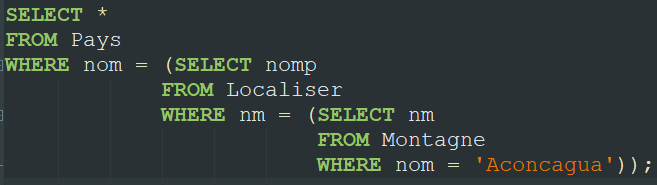 SELECT *
FROM Pays
WHERE nom = (SELECT nomp
FROM Localiser
WHERE nm = (SELECT nm
FROM Montagne
WHERE nom = 'Aconcagua'));